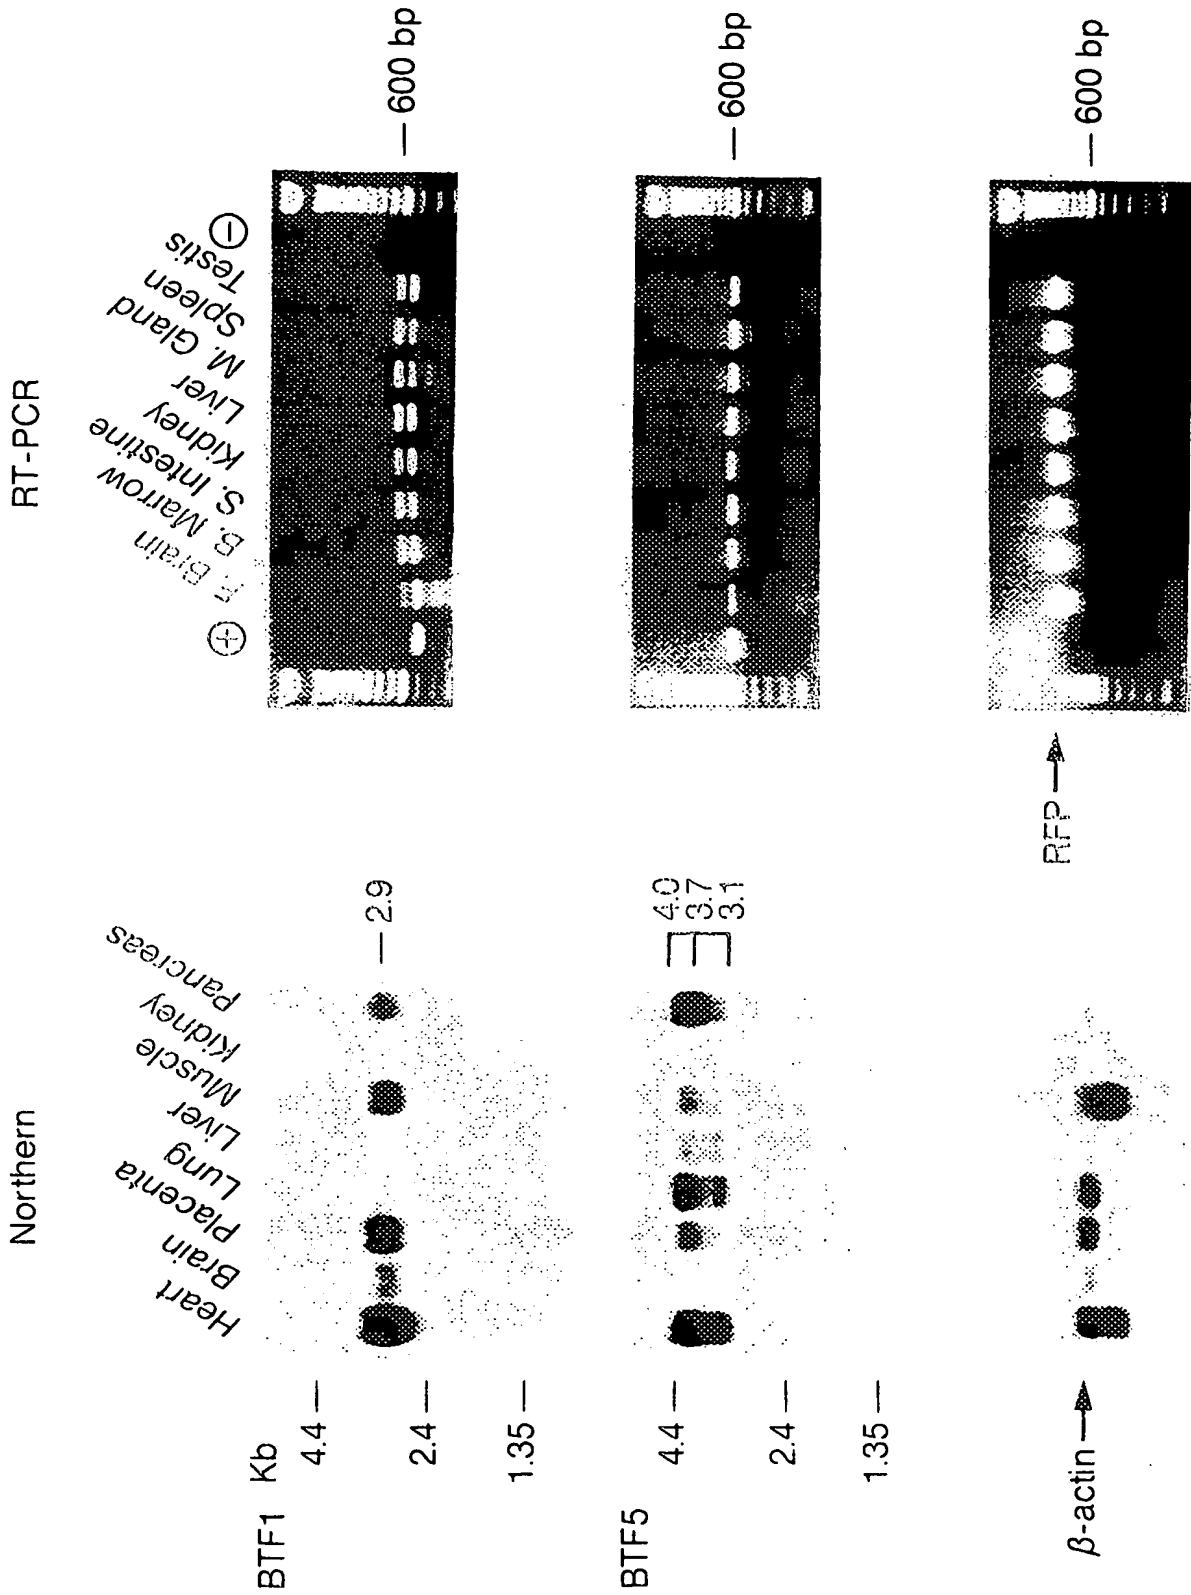 Northern
RT-PCR
BTF1
Kb
Heart
Brain
Placenta
Lung
Liver
Muscle
Kidney
Pancreas
⊕
F. Brain
B. Marrow
S. Intestine
Kidney
Liver
M. Gland
Spleen
Testis
⊖
4.4 —
2.4 —
1.35 —
— 2.9
— 600 bp
BTF5
4.4 —
2.4 —
1.35 —
4.0
3.7
3.1
— 600 bp
β-actin →
RFP →
— 600 bp